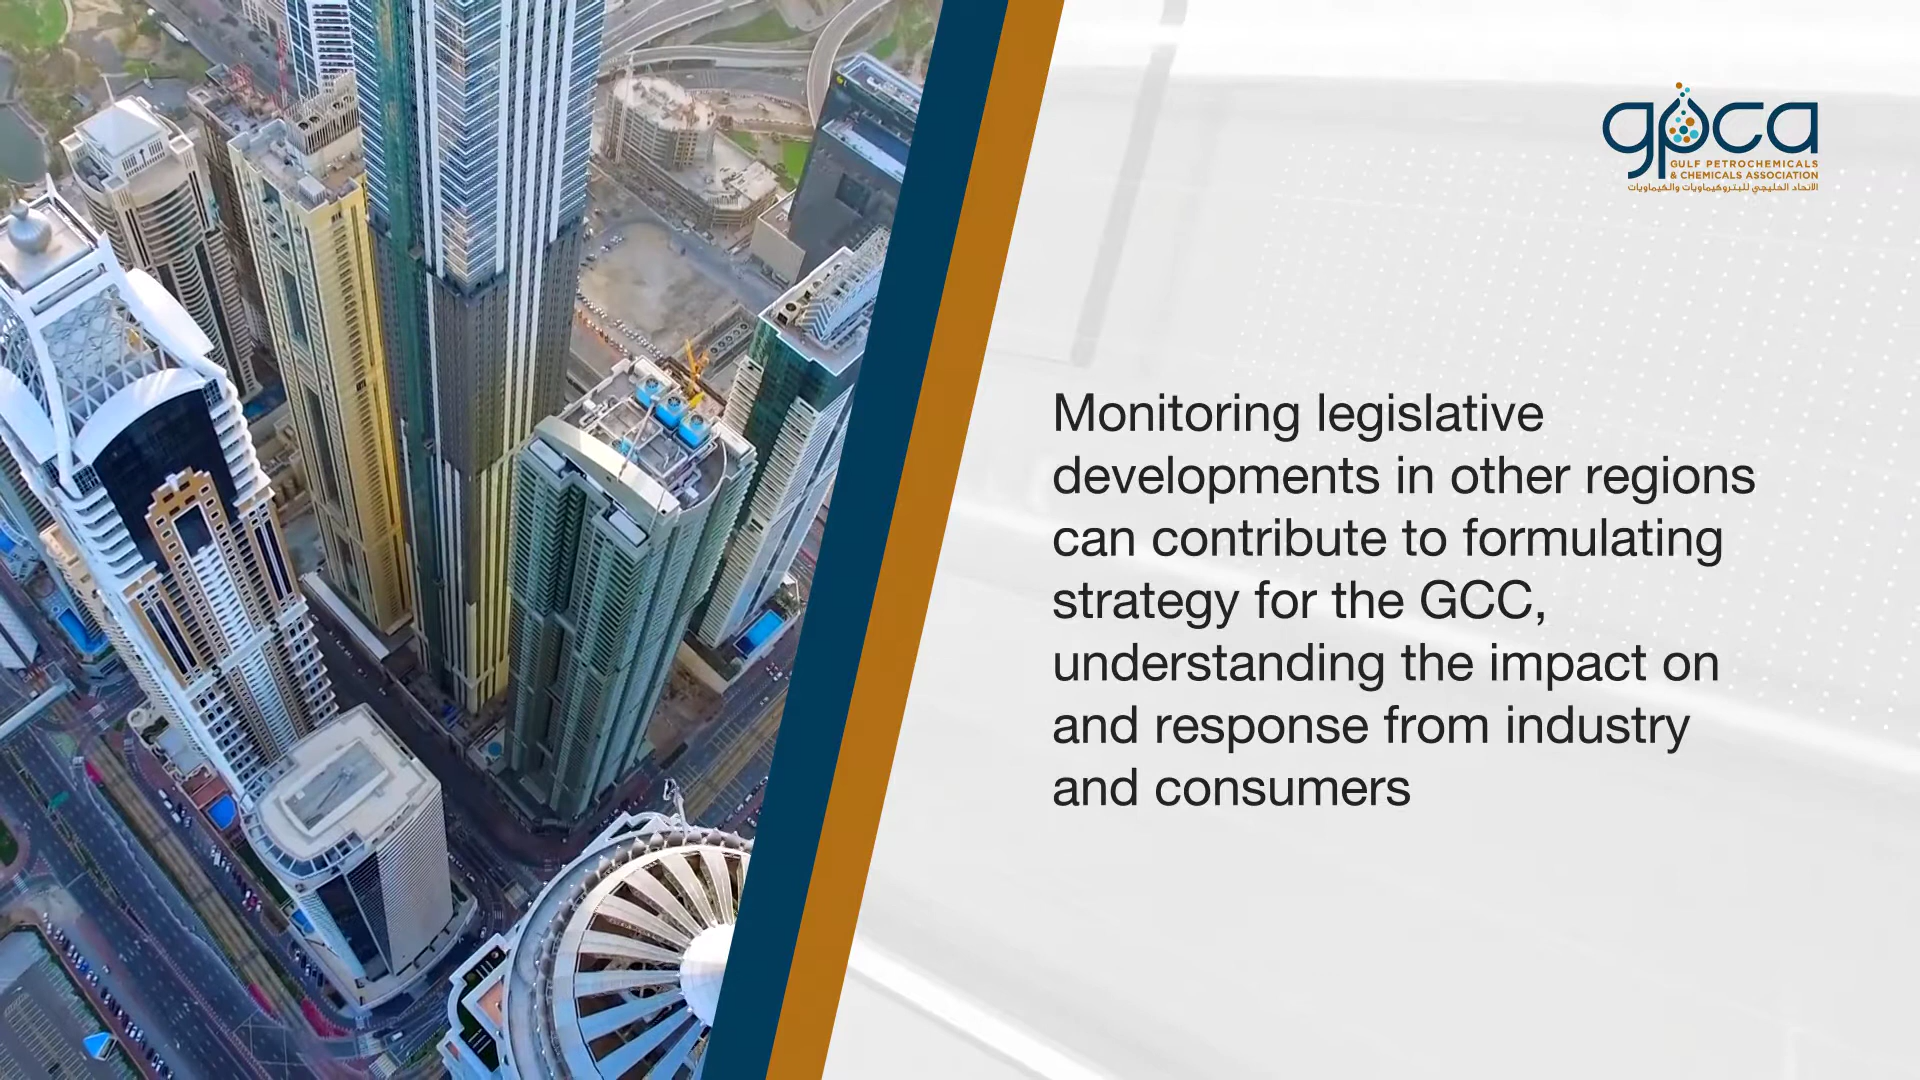 gpca
GULF PETROCHEMICALS
& CHEMICALS ASSOCIATION
الاتحاد الخليجي للبتروكيماويات والكيماويات
Monitoring legislative
developments in other regions
can contribute to formulating
strategy for the GCC,
understanding the impact on
and response from industry
and consumers